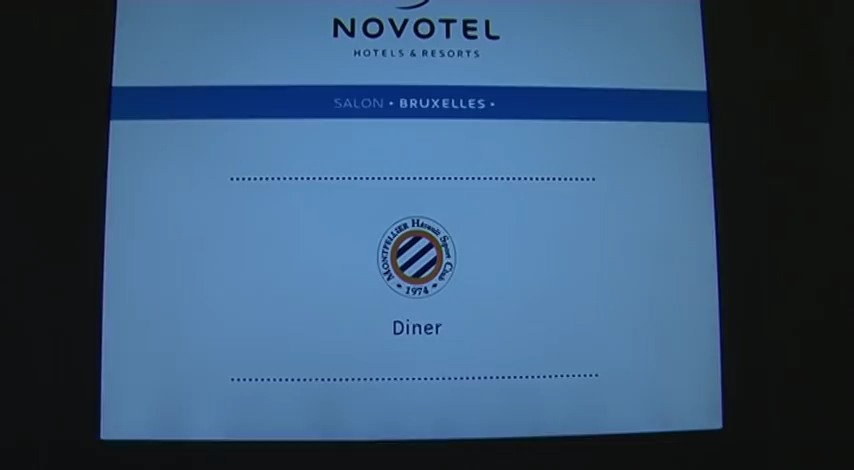 NOVOTEL
HOTELS & RESORTS
SALON • BRUXELLES •
MONTPELLIER Hérault Sport Club
• 1974 •
Diner